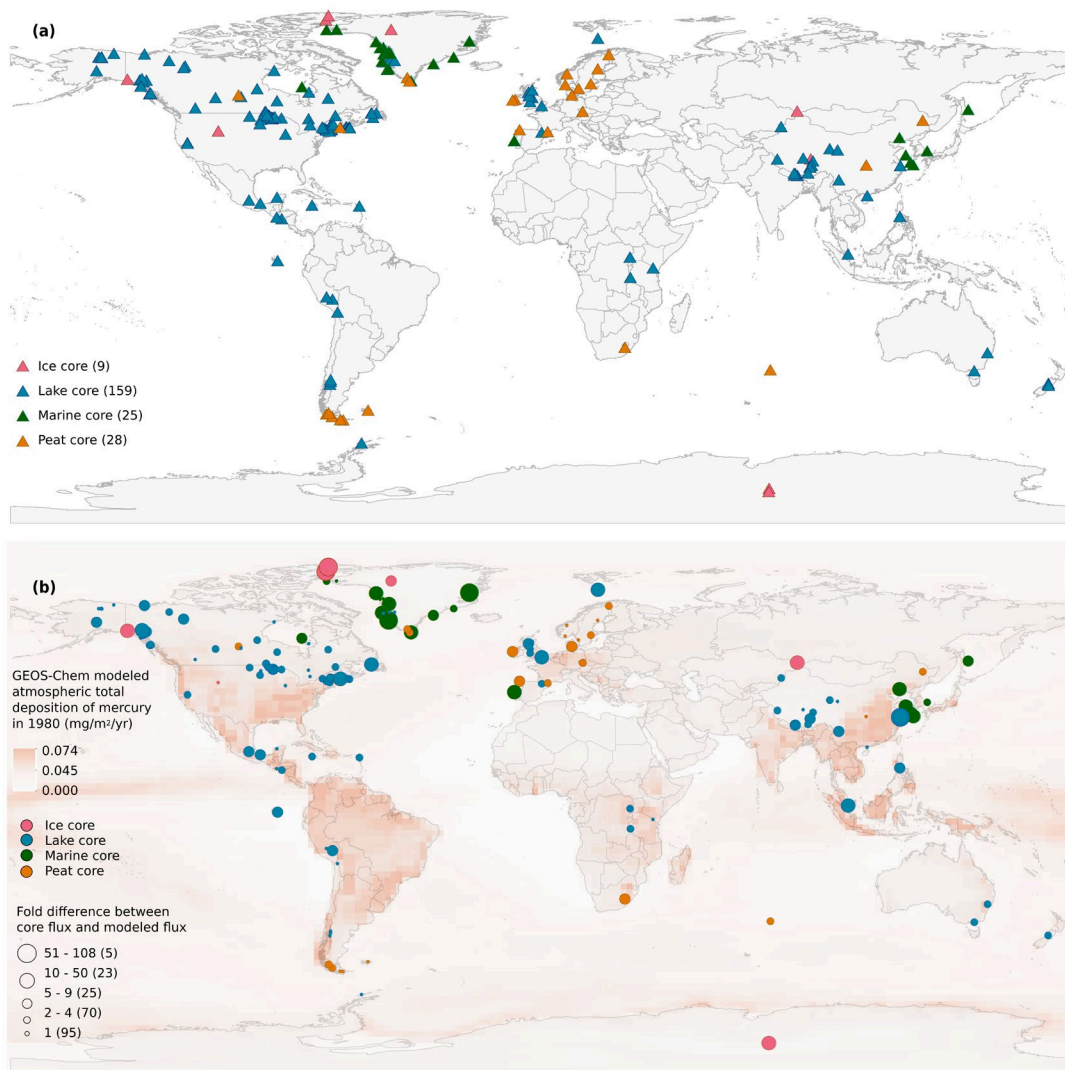 (a)
Ice core (9)
Lake core (159)
Marine core (25)
Peat core (28)
(b)
GEOS-Chem modeled
atmospheric total
deposition of mercury
in 1980 (mg/m²/yr)
0.074
0.045
0.000
Ice core
Lake core
Marine core
Peat core
Fold difference between
core flux and modeled flux
51 - 108 (5)
10 - 50 (23)
5 - 9 (25)
2 - 4 (70)
1 (95)